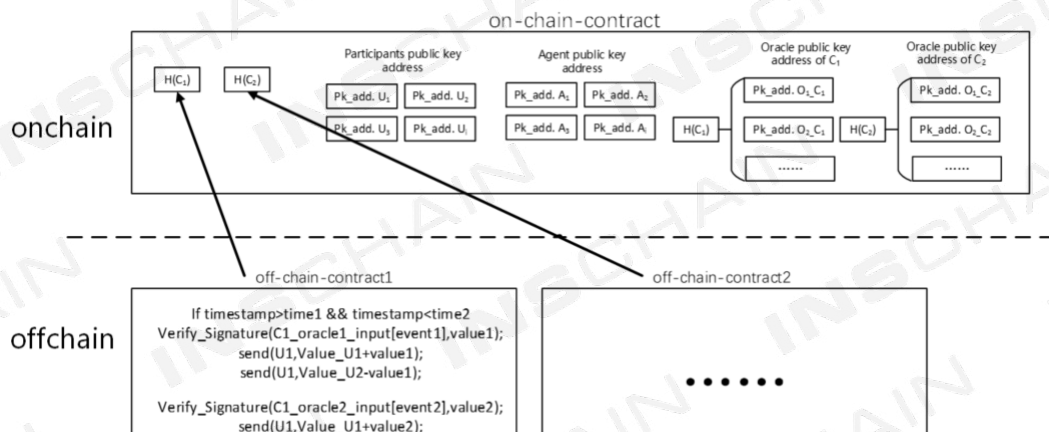 on-chain-contract
Participants public key
address
Agent public key
address
Oracle public key
address of C₁
Oracle public key
address of C₂
H(C₁)
H(C₂)
Pk_add. U₁
Pk_add. U₂
Pk_add. A₁
Pk_add. A₂
Pk_add. O₁_C₁
Pk_add. O₁_C₂
onchain
Pk_add. U₃
Pk_add. Uᵢ
Pk_add. A₃
Pk_add. Aᵢ
H(C₁)
Pk_add. O₂_C₁
H(C₂)
Pk_add. O₂_C₂
......
......
off-chain-contract1
off-chain-contract2
offchain
If timestamp>time1 && timestamp<time2
Verify_Signature(C1_oracle1_input[event1],value1);
send(U1,Value_U1+value1);
send(U1,Value_U2-value1);
Verify_Signature(C1_oracle2_input[event2],value2);
send(U1,Value_U1+value2);
......
INSCHAIN